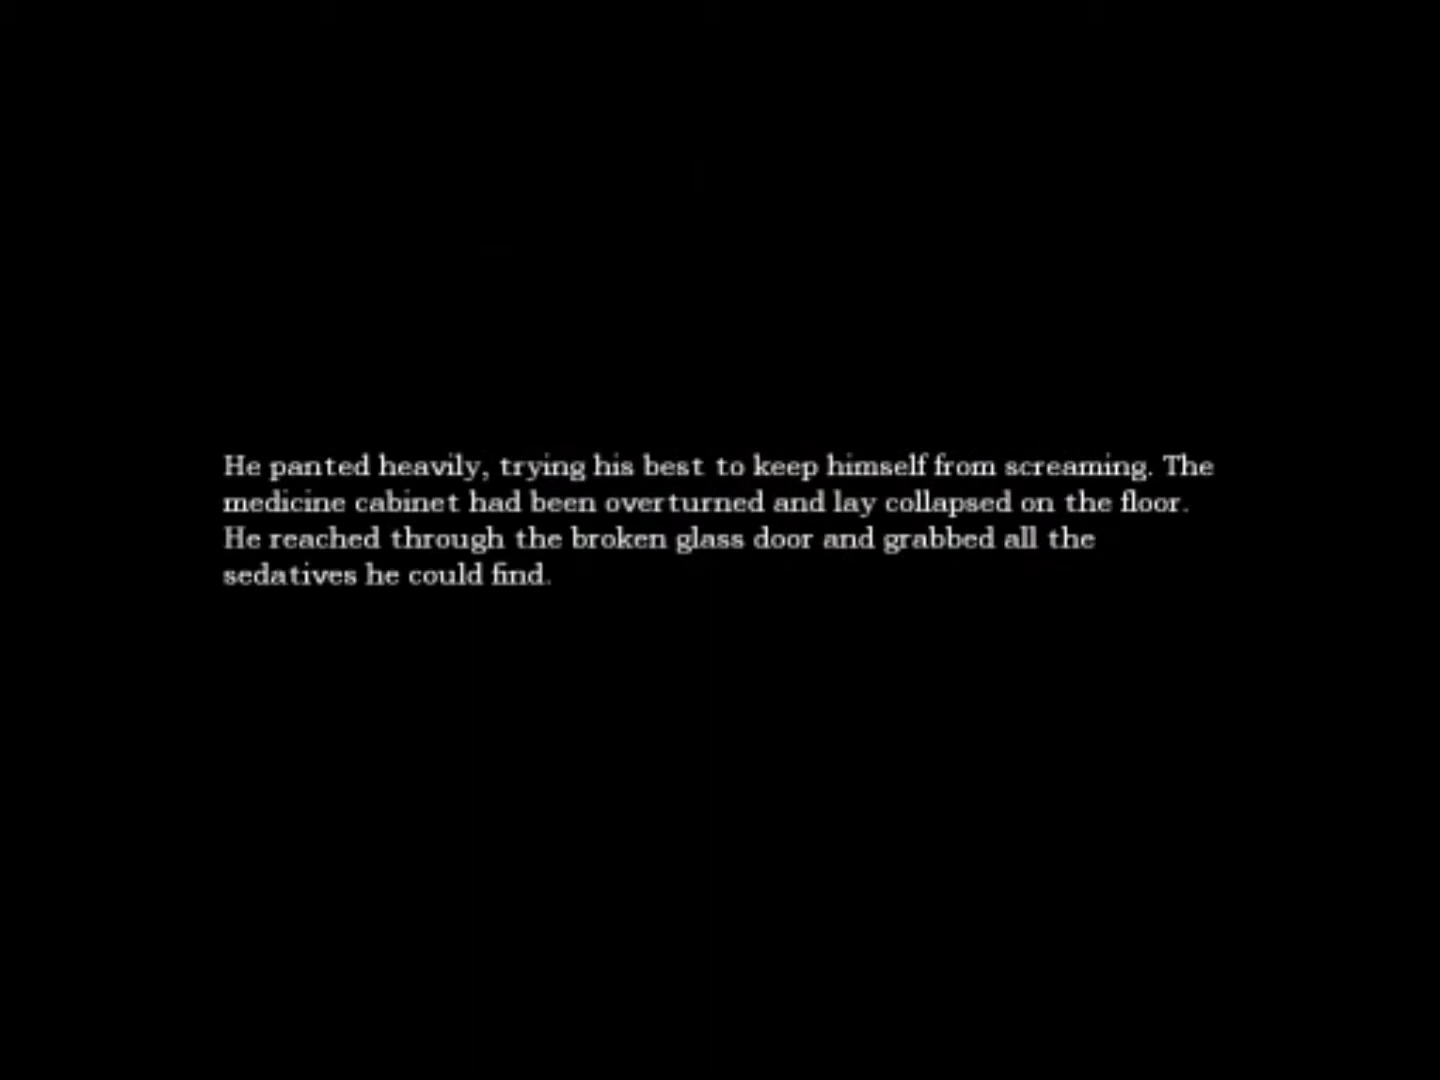 He panted heavily, trying his best to keep himself from screaming. The
medicine cabinet had been overturned and lay collapsed on the floor.
He reached through the broken glass door and grabbed all the
sedatives he could find.